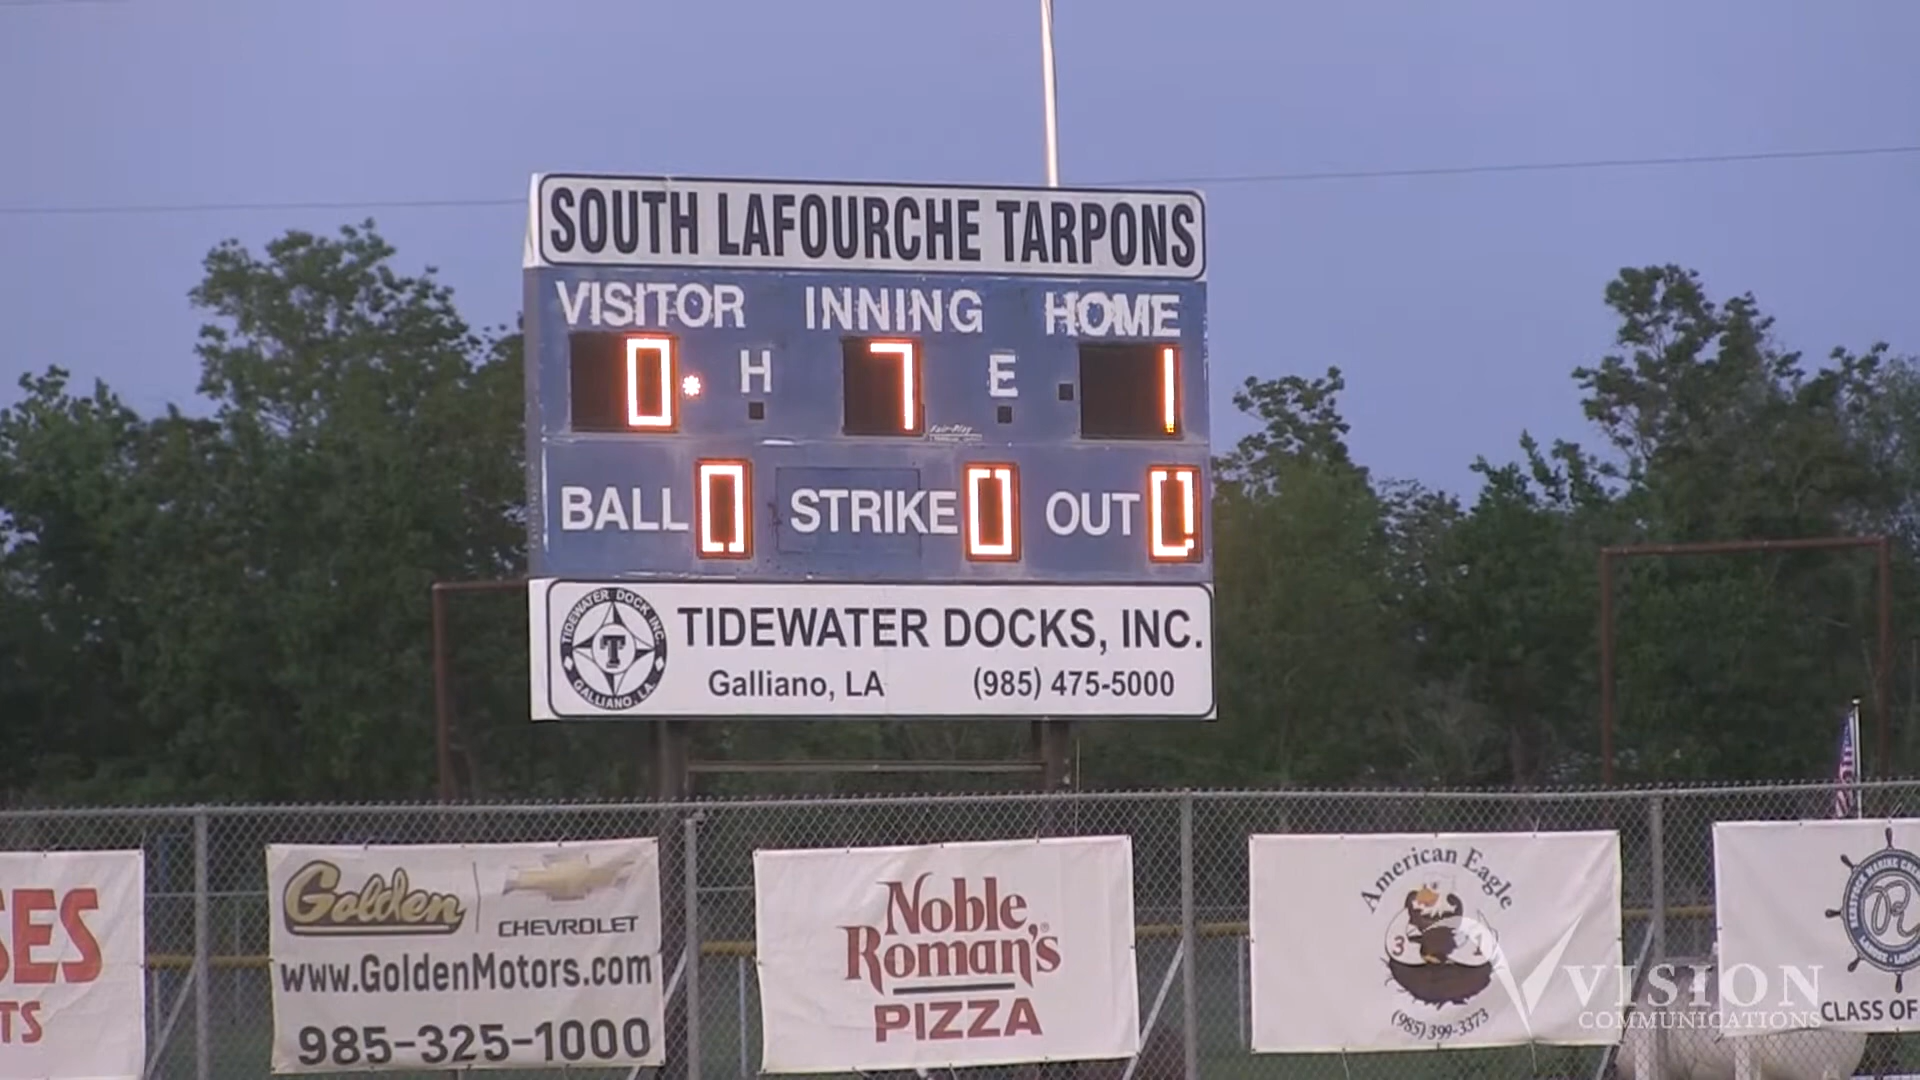 SOUTH LAFOURCHE TARPONS
VISITOR INNING HOME
0 H 7 E 1
BALL 0 STRIKE 0 OUT 0
TIDEWATER DOCK INC.
T
GALLIANO, LA.
TIDEWATER DOCKS, INC.
Galliano, LA (985) 475-5000
SES
TS
Golden
CHEVROLET
www.GoldenMotors.com
985-325-1000
Noble
Roman's
PIZZA
American Eagle
3 1
(985) 399-3373
R
CLASS OF
VISION
COMMUNICATIONS